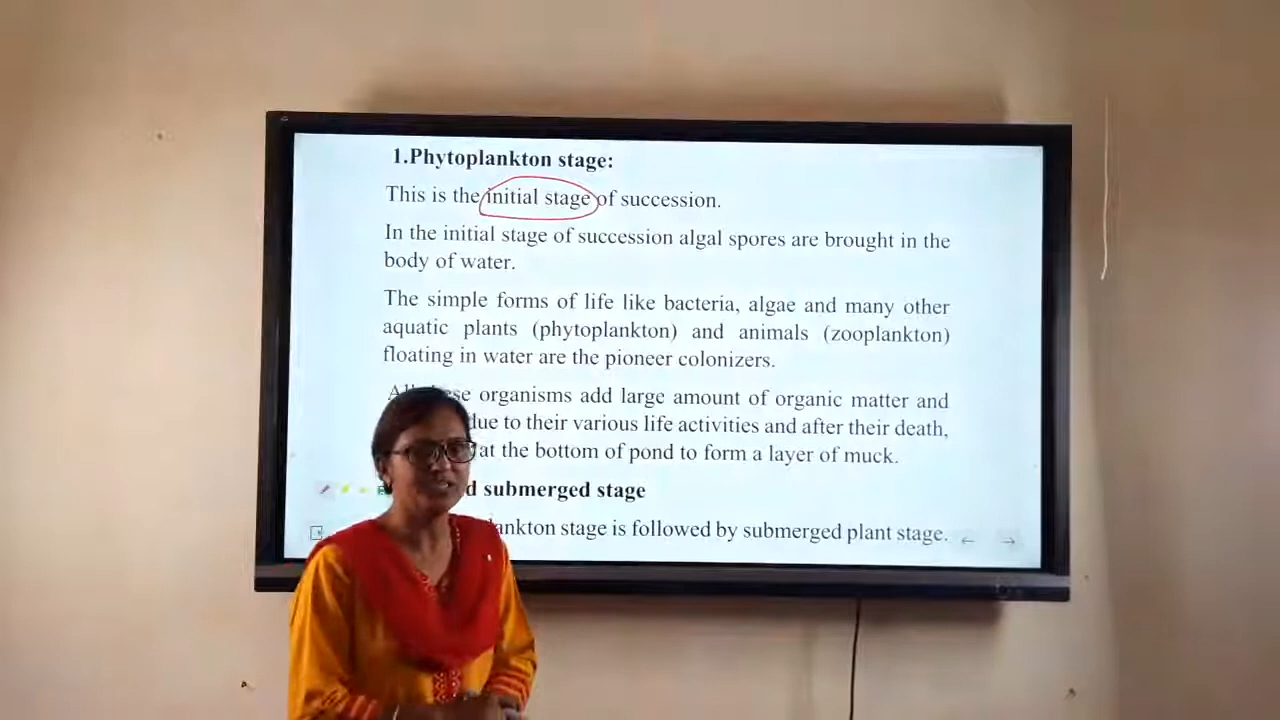 1.Phytoplankton stage:
This is the initial stage of succession.
In the initial stage of succession algal spores are brought in the
body of water.
The simple forms of life like bacteria, algae and many other
aquatic plants (phytoplankton) and animals (zooplankton)
floating in water are the pioneer colonizers.
organisms add large amount of organic matter and
due to their various life activities and after their death,
at the bottom of pond to form a layer of muck.
submerged stage
stage is followed by submerged plant stage.